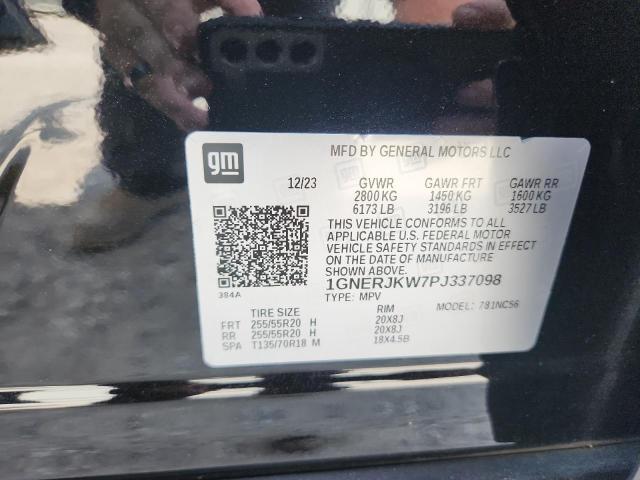 gm
MFD BY GENERAL MOTORS LLC
12/23 GVWR GAWR FRT GAWR RR
2800 KG 1450 KG 1600 KG
6173 LB 3196 LB 3527 LB
THIS VEHICLE CONFORMS TO ALL
APPLICABLE U.S. FEDERAL MOTOR
VEHICLE SAFETY STANDARDS IN EFFECT
ON THE DATE OF MANUFACTURE
SHOWN ABOVE.
384A
1GNERJKW7PJ337098
TYPE: MPV MODEL: 781NC56
TIRE SIZE RIM
FRT 255/55R20 H 20X8J
RR 255/55R20 H 20X8J
SPA T135/70R18 M 18X4.5B